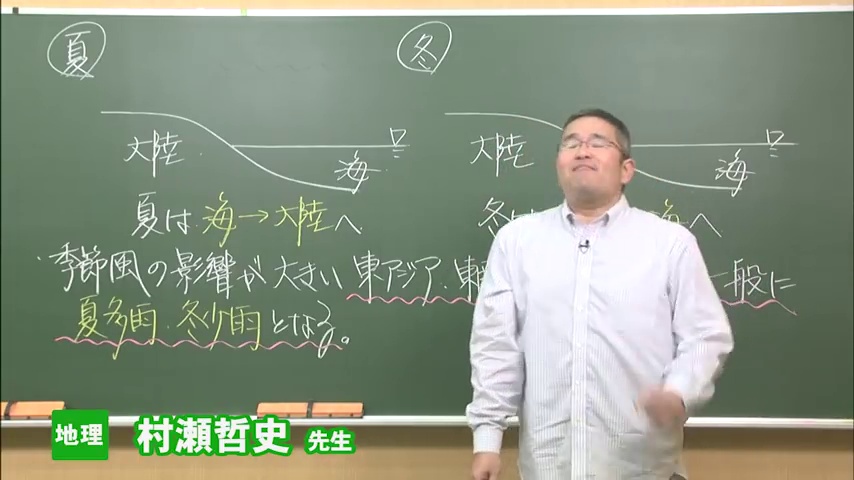 夏
冬
大陸
海
大陸
海
夏は 海→大陸へ
冬は 海へ
・季節風の影響が大きい 東アジア・東 一般に
夏多雨・冬少雨となる。
地理 村瀬哲史 先生